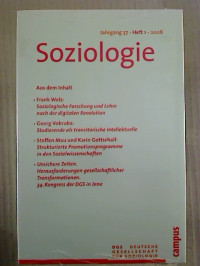 Jahrgang 37 · Heft 1 · 2008
Soziologie
Aus dem Inhalt
· Frank Welz:
Soziologische Forschung und Lehre
nach der digitalen Revolution
· Georg Vobruba:
Studierende als transitorische Intellektuelle
· Steffen Mau und Karin Gottschall:
Strukturierte Promotionsprogramme
in den Sozialwissenschaften
· Unsichere Zeiten.
Herausforderungen gesellschaftlicher
Transformationen.
34. Kongress der DGS in Jena
DGS DEUTSCHE
GESELLSCHAFT
FÜR SOZIOLOGIE
campus